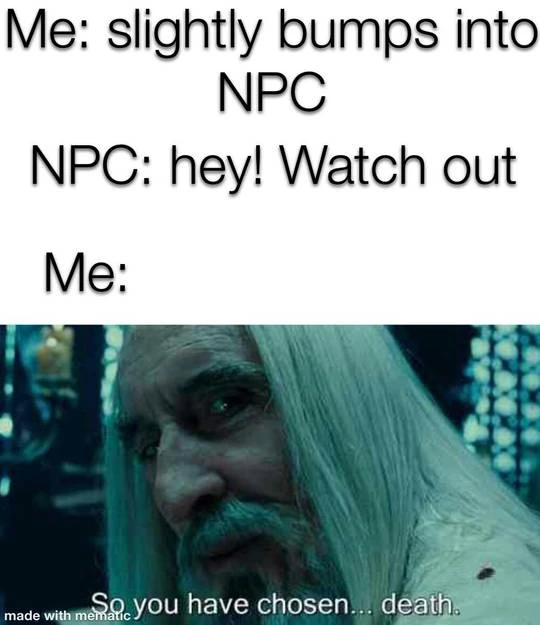 Me: slightly bumps into
NPC
NPC: hey! Watch out
Me:
So you have chosen... death.
made with mematic